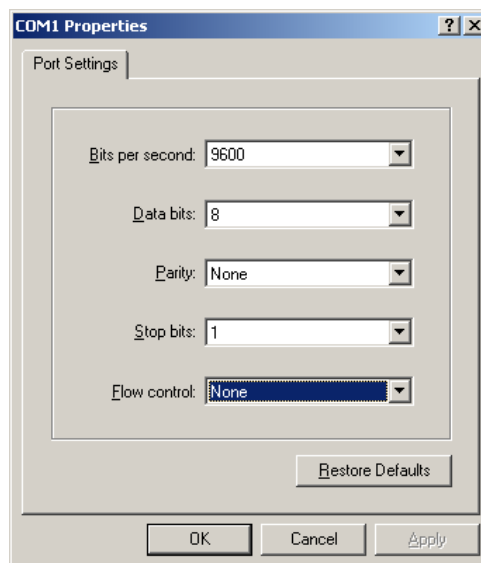 COM1 Properties
Port Settings
Bits per second: 9600
Data bits: 8
Parity: None
Stop bits: 1
Flow control: None
Restore Defaults
OK Cancel Apply